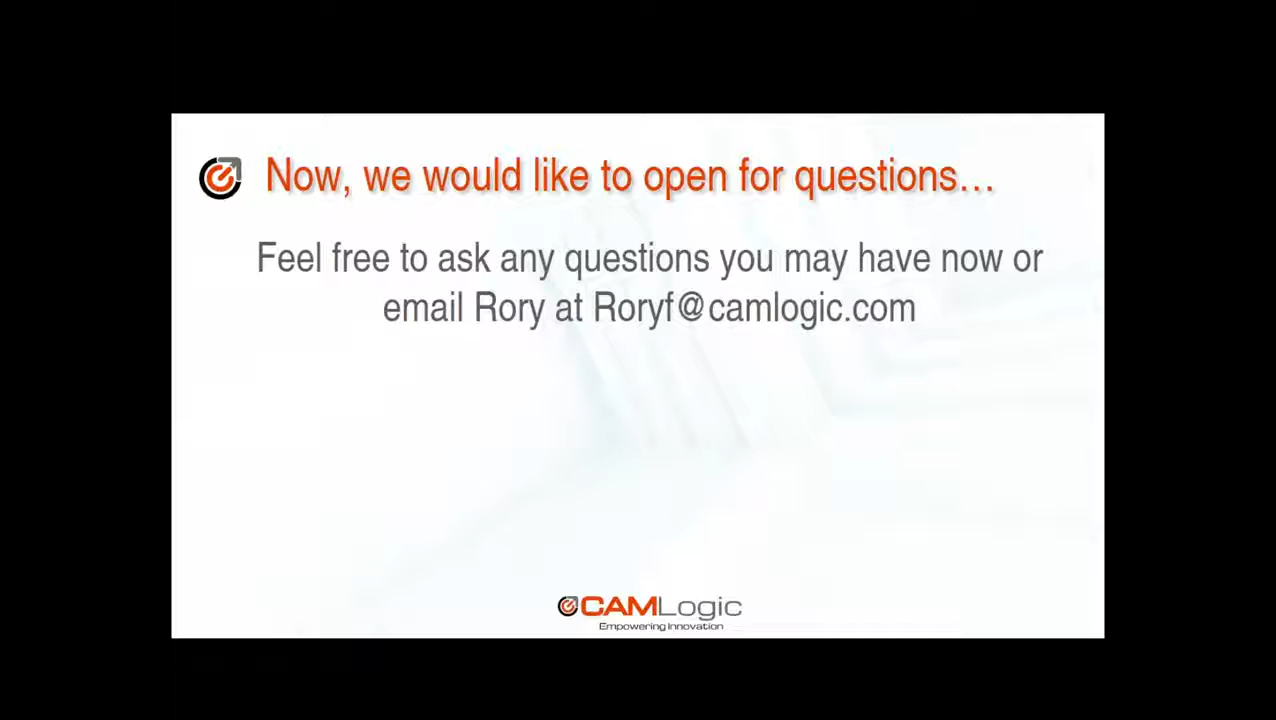 Now, we would like to open for questions...
Feel free to ask any questions you may have now or
email Rory at Roryf@camlogic.com
CAMLogic
Empowering Innovation